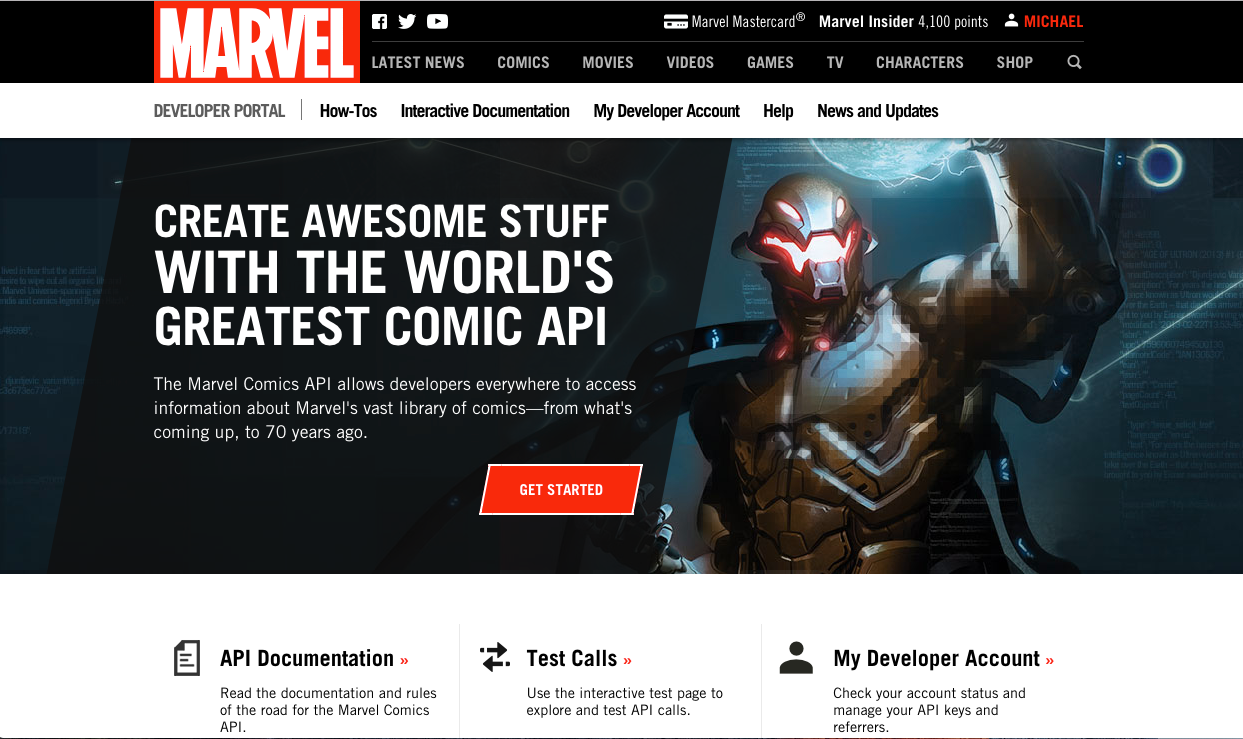 MARVEL
Marvel Mastercard® Marvel Insider 4,100 points MICHAEL
LATEST NEWS COMICS MOVIES VIDEOS GAMES TV CHARACTERS SHOP
DEVELOPER PORTAL How-Tos Interactive Documentation My Developer Account Help News and Updates
CREATE AWESOME STUFF
WITH THE WORLD'S
GREATEST COMIC API
The Marvel Comics API allows developers everywhere to access
information about Marvel's vast library of comics—from what's
coming up, to 70 years ago.
GET STARTED
API Documentation »
Read the documentation and rules
of the road for the Marvel Comics
API.
Test Calls »
Use the interactive test page to
explore and test API calls.
My Developer Account »
Check your account status and
manage your API keys and
referrers.